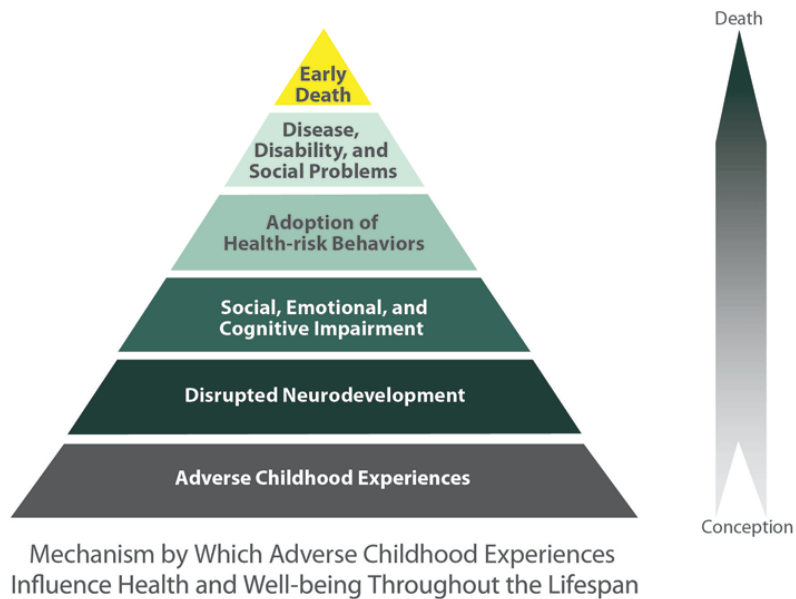 Death
Early
Death
Disease,
Disability, and
Social Problems
Adoption of
Health-risk Behaviors
Social, Emotional, and
Cognitive Impairment
Disrupted Neurodevelopment
Adverse Childhood Experiences
Conception
Mechanism by Which Adverse Childhood Experiences
Influence Health and Well-being Throughout the Lifespan